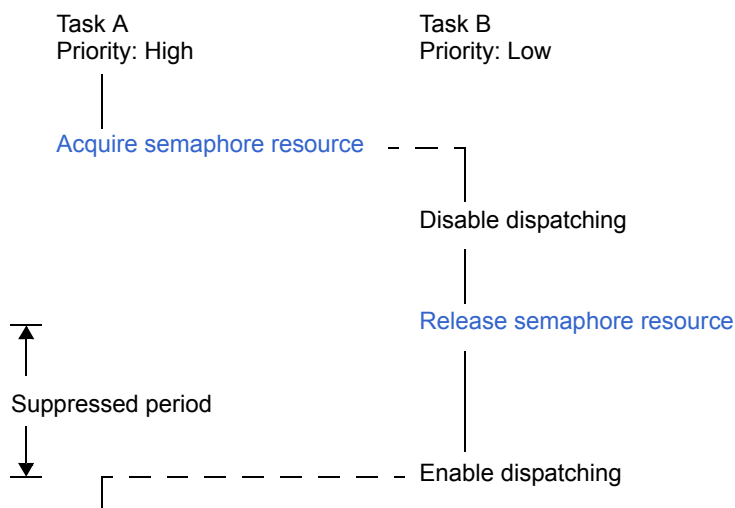 Task A
Priority: High
Task B
Priority: Low
Acquire semaphore resource
Disable dispatching
Release semaphore resource
Suppressed period
Enable dispatching